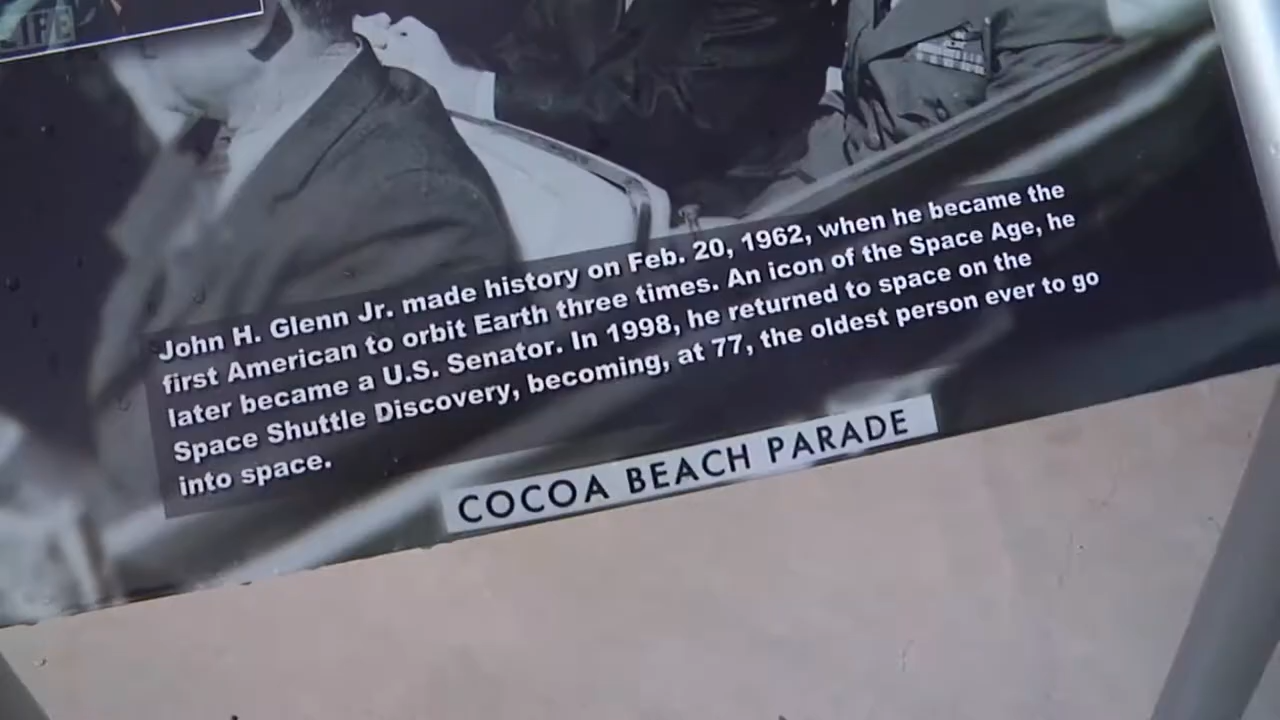 LIFE
John H. Glenn Jr. made history on Feb. 20, 1962, when he became the
first American to orbit Earth three times. An icon of the Space Age, he
later became a U.S. Senator. In 1998, he returned to space on the
Space Shuttle Discovery, becoming, at 77, the oldest person ever to go
into space.
COCOA BEACH PARADE